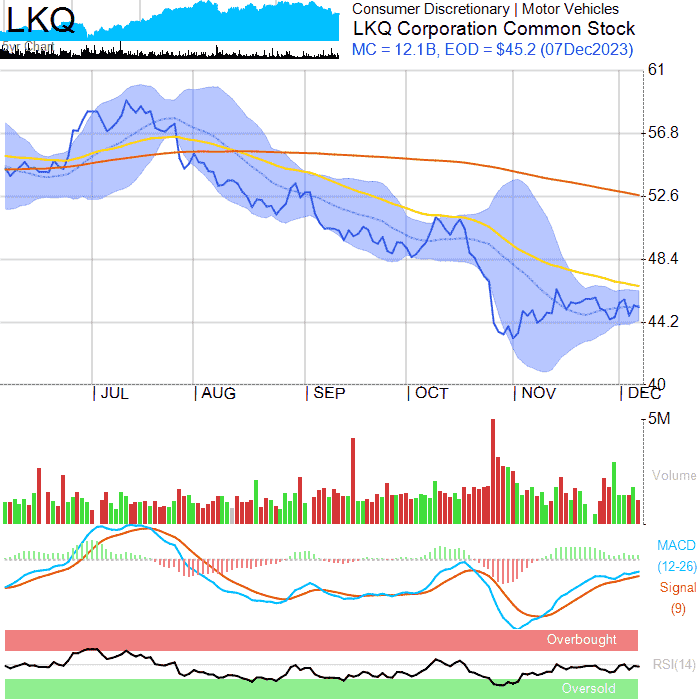 LKQ
5yr Chart
Consumer Discretionary | Motor Vehicles
LKQ Corporation Common Stock
MC = 12.1B, EOD = $45.2 (07Dec2023)
61
56.8
52.6
48.4
44.2
40
| JUL | AUG | SEP | OCT | NOV | DEC
5M
Volume
MACD
(12-26)
Signal
(9)
Overbought
RSI(14)
Oversold